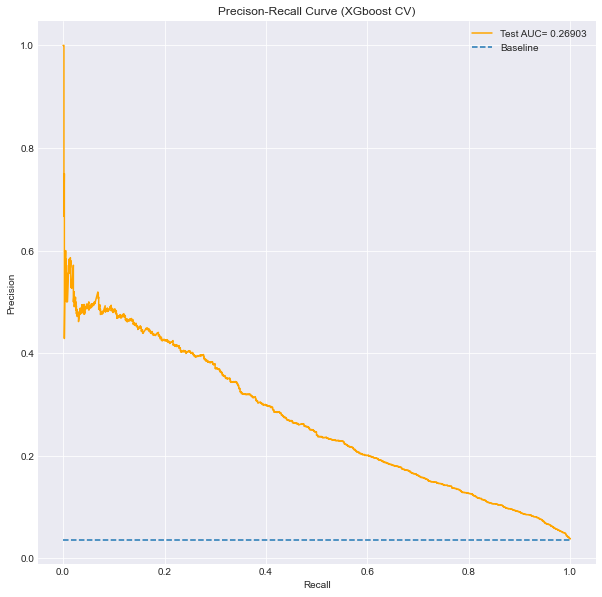 Precison-Recall Curve (XGboost CV)
Test AUC= 0.26903
Baseline
1.0
0.8
0.6
0.4
0.2
0.0
Precision
0.0 0.2 0.4 0.6 0.8 1.0
Recall